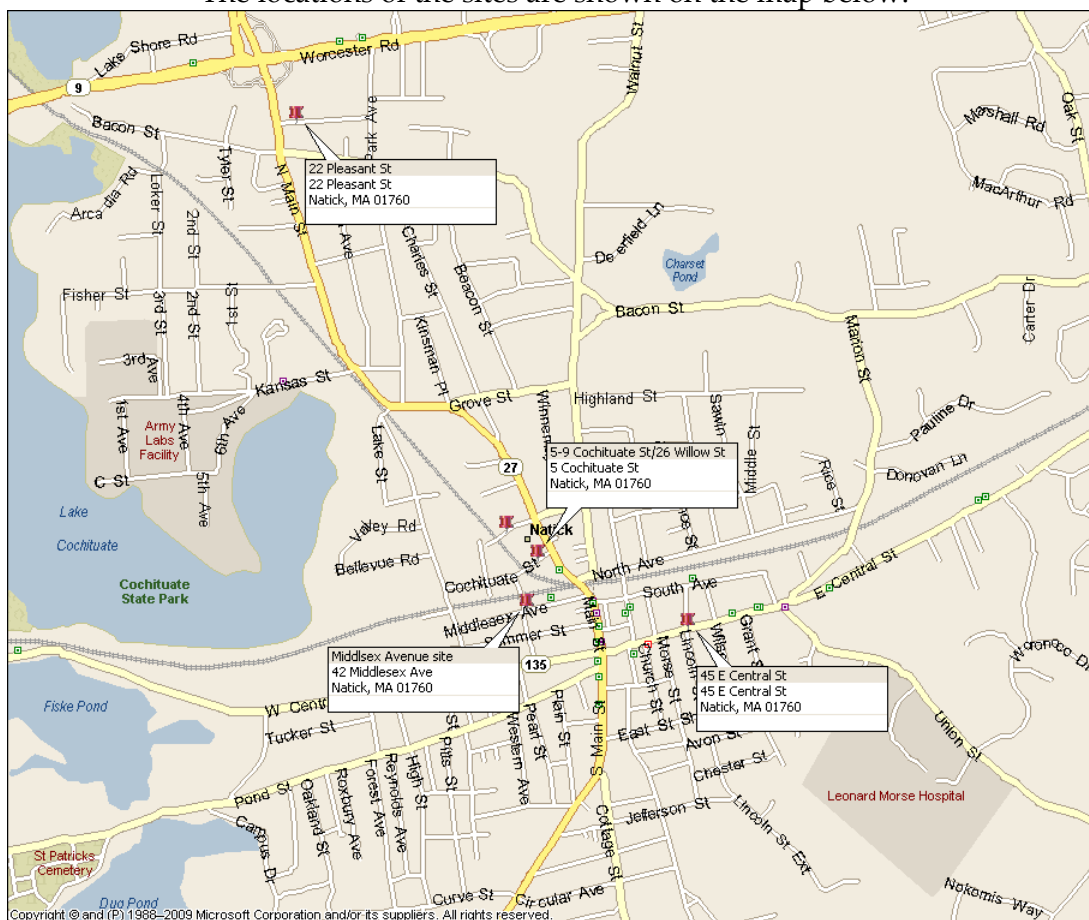 The locations of the sites are shown on the map below.
Lake Shore Rd
Worcester Rd
9
Walnut St
Oak St
Bacon St
Park Ave
Marshall Rd
MacArthur Rd
Tyler St
N Main St
22 Pleasant St
22 Pleasant St
Natick, MA 01760
Arcadia Rd
Loker St
2nd St
Ave
Charles St
Beacon St
Deerfield Ln
Charset
Pond
Fisher St
3rd St
2nd St
1st St
Bacon St
Marion St
Carter Dr
Kinsman Pl
3rd Ave
Kansas St
Grove St
Highland St
1st Ave
4th Ave
6th Ave
Army
Labs
Facility
Sawin
Middle St
Pauline Dr
Lake St
27
5-9 Cochituate St/26 Willow St
5 Cochituate St
Natick, MA 01760
Rice St
Donovan Ln
C St
5th Ave
Lake
Cochituate
Valley Rd
Natick
Bellevue Rd
Cochituate St
North Ave
South Ave
E Central St
Cochituate
State Park
Middlesex Ave
Summer St
Main St
135
Middlsex Avenue site
42 Middlesex Ave
Natick, MA 01760
Church St
Morse St
Lincoln
Grant St
45 E Central St
45 E Central St
Natick, MA 01760
Woronoco Dr
Fiske Pond
W Central
Tucker St
Western Ave
Pearl St
Plain St
East St
Avon St
Union St
Pond St
Oakland St
Roxbury Ave
Forest Ave
Reynolds Ave
High St
Pitts St
S Main St
Chester St
Leonard Morse Hospital
Jefferson St
Lincoln St Ext
Campus Dr
Cottage St
St Patricks
Cemetery
Dug Pond
Curve St
Circular Ave
Nokomis Way
Copyright © and (P) 1988–2009 Microsoft Corporation and/or its suppliers. All rights reserved.